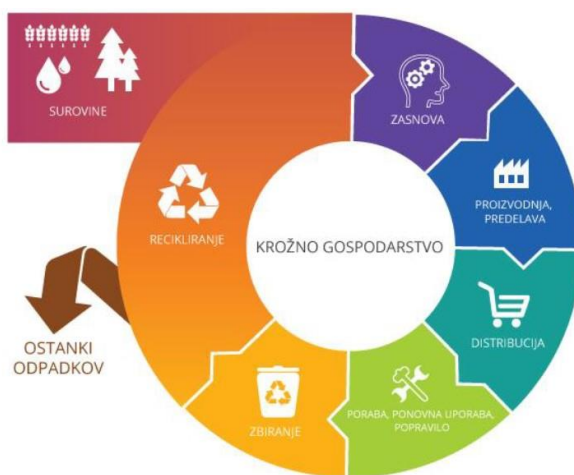 SUROVINE
ZASNOVA
PROIZVODNJA,
PREDELAVA
RECIKLIRANJE
KROŽNO GOSPODARSTVO
DISTRIBUCIJA
OSTANKI
ODPADKOV
ZBIRANJE
PORABA, PONOVNA UPORABA,
POPRAVILO